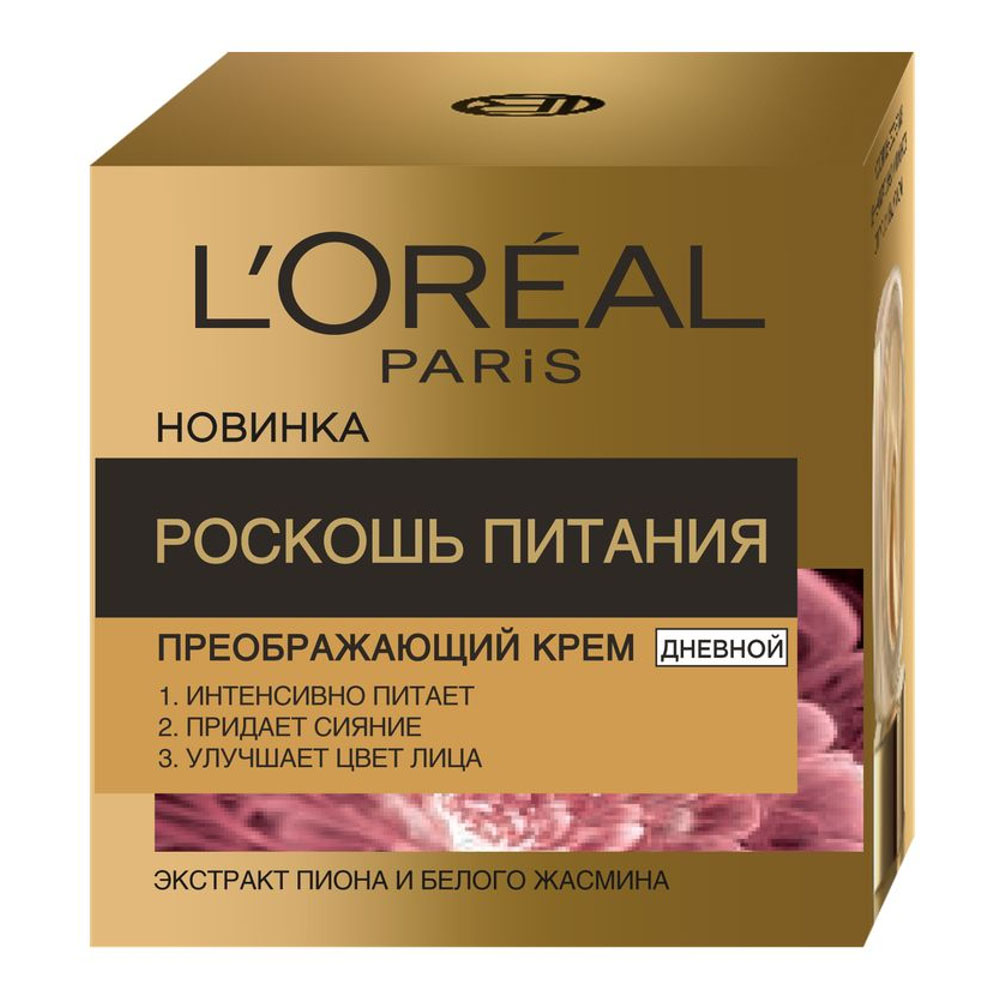 L'ORÉAL
PARiS
НОВИНКА
РОСКОШЬ ПИТАНИЯ
ПРЕОБРАЖАЮЩИЙ КРЕМ ДНЕВНОЙ
1. ИНТЕНСИВНО ПИТАЕТ
2. ПРИДАЕТ СИЯНИЕ
3. УЛУЧШАЕТ ЦВЕТ ЛИЦА
ЭКСТРАКТ ПИОНА И БЕЛОГО ЖАСМИНА